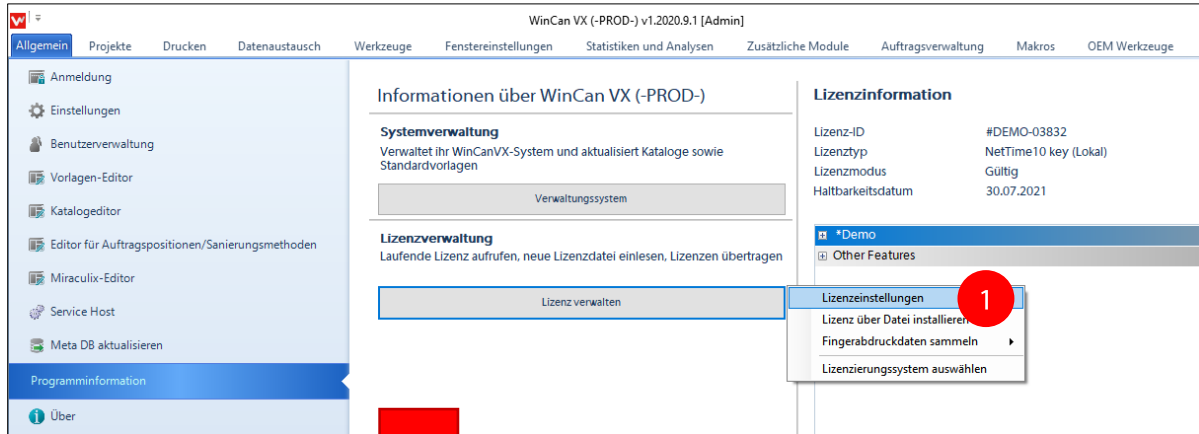 WinCan VX (-PROD-) v1.2020.9.1 [Admin]
Allgemein Projekte Drucken Datenaustausch Werkzeuge Fenstereinstellungen Statistiken und Analysen Zusätzliche Module Auftragsverwaltung Makros OEM Werkzeuge
Anmeldung
Einstellungen
Benutzerverwaltung
Vorlagen-Editor
Katalogeditor
Editor für Auftragspositionen/Sanierungsmethoden
Miraculix-Editor
Service Host
Meta DB aktualisieren
Programminformation
Über
Informationen über WinCan VX (-PROD-)
Systemverwaltung
Verwaltet ihr WinCanVX-System und aktualisiert Kataloge sowie
Standardvorlagen
Verwaltungssystem
Lizenzverwaltung
Laufende Lizenz aufrufen, neue Lizenzdatei einlesen, Lizenzen übertragen
Lizenz verwalten
Lizenzinformation
Lizenz-ID #DEMO-03832
Lizenztyp NetTime10 key (Lokal)
Lizenzmodus Gültig
Haltbarkeitsdatum 30.07.2021
*Demo
Other Features
Lizenzeinstellungen
1
Lizenz über Datei installieren
Fingerabdruckdaten sammeln
Lizenzierungssystem auswählen